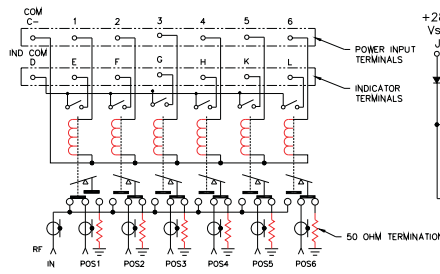 COM
C- 1 2 3 4 5 6
POWER INPUT
TERMINALS
IND COM
D E F G H K L
INDICATOR
TERMINALS
+28
Vs
J
50 OHM TERMINATION
RF
IN POS1 POS2 POS3 POS4 POS5 POS6